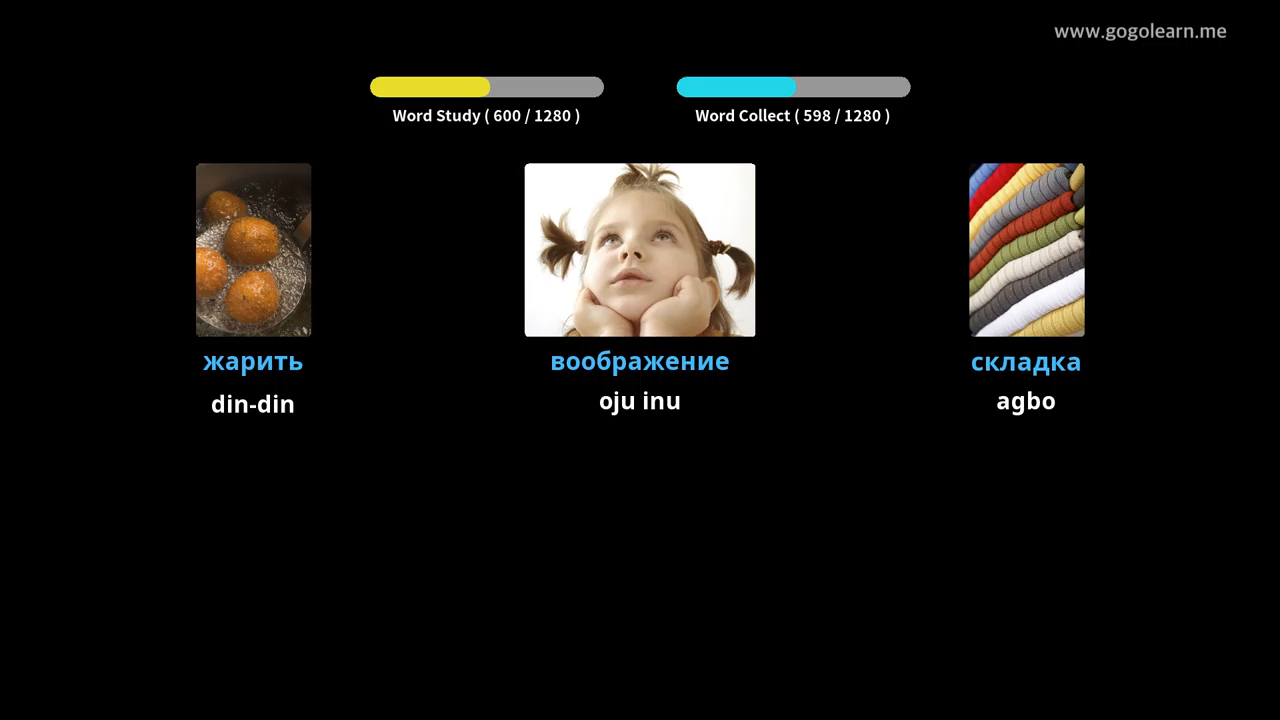 www.gogolearn.me
Word Study ( 600 / 1280 )
Word Collect ( 598 / 1280 )
жарить
воображение
складка
din-din
oju inu
agbo